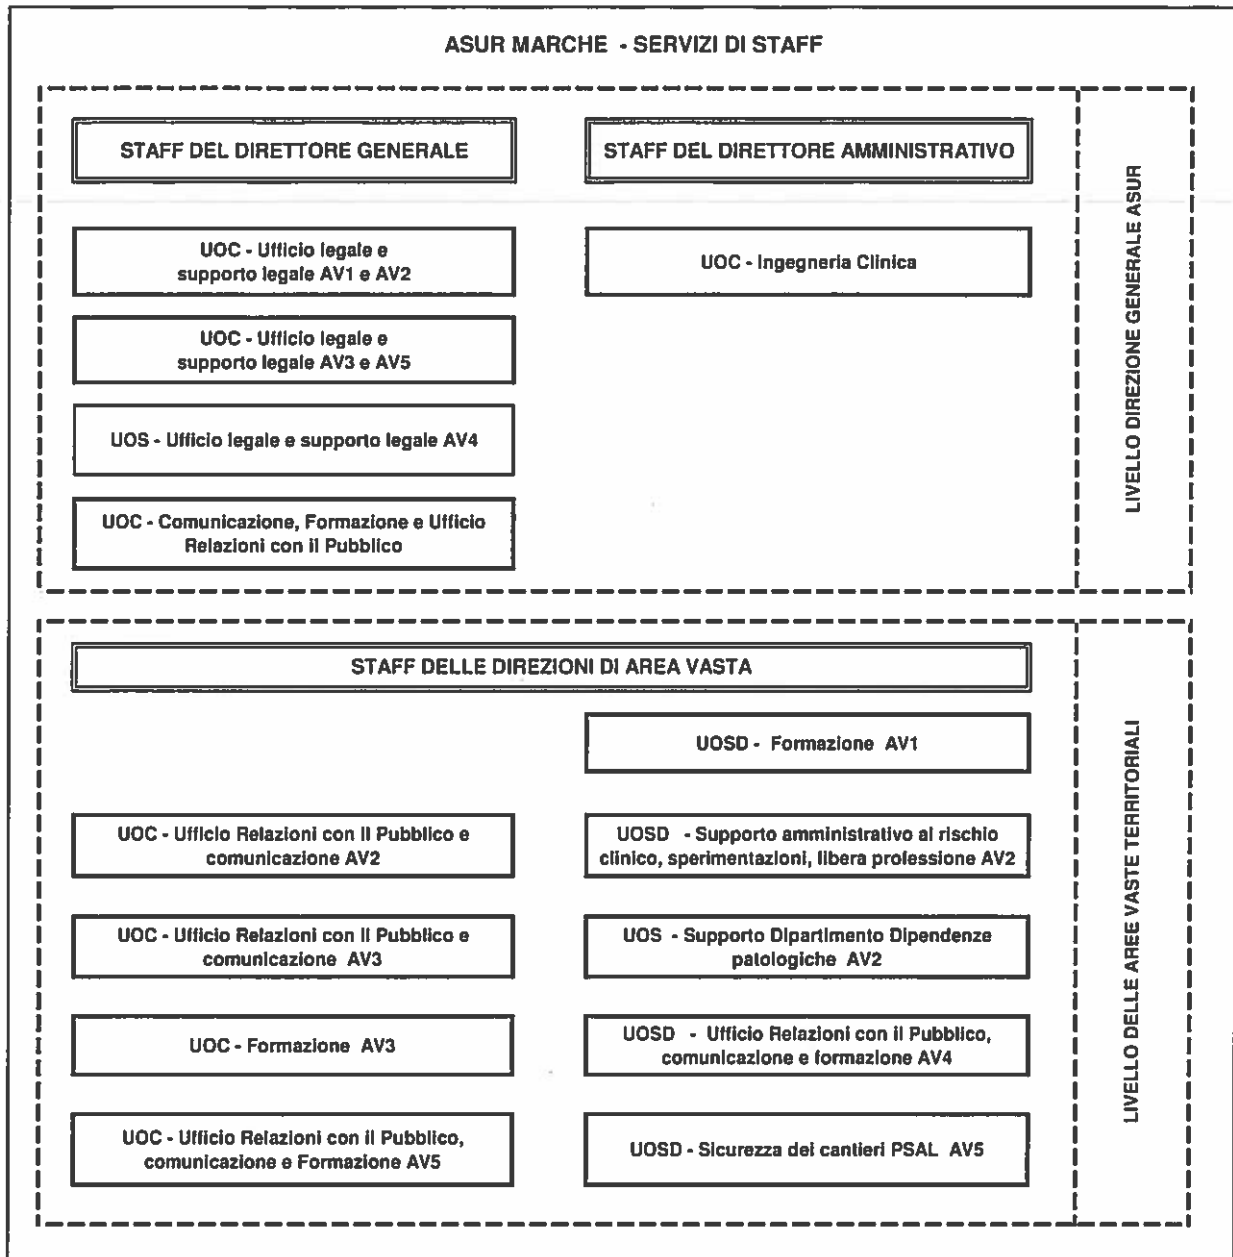 ASUR MARCHE - SERVIZI DI STAFF
STAFF DEL DIRETTORE GENERALE
STAFF DEL DIRETTORE AMMINISTRATIVO
UOC - Ufficio legale e
supporto legale AV1 e AV2
UOC - Ingegneria Clinica
UOC - Ufficio legale e
supporto legale AV3 e AV5
UOS - Ufficio legale e supporto legale AV4
UOC - Comunicazione, Formazione e Ufficio
Relazioni con il Pubblico
LIVELLO DIREZIONE GENERALE ASUR
STAFF DELLE DIREZIONI DI AREA VASTA
UOSD - Formazione AV1
UOC - Ufficio Relazioni con il Pubblico e
comunicazione AV2
UOSD - Supporto amministrativo al rischio
clinico, sperimentazioni, libera professione AV2
UOC - Ufficio Relazioni con il Pubblico e
comunicazione AV3
UOS - Supporto Dipartimento Dipendenze
patologiche AV2
UOC - Formazione AV3
UOSD - Ufficio Relazioni con il Pubblico,
comunicazione e formazione AV4
UOC - Ufficio Relazioni con il Pubblico,
comunicazione e Formazione AV5
UOSD - Sicurezza dei cantieri PSAL AV5
LIVELLO DELLE AREE VASTE TERRITORIALI